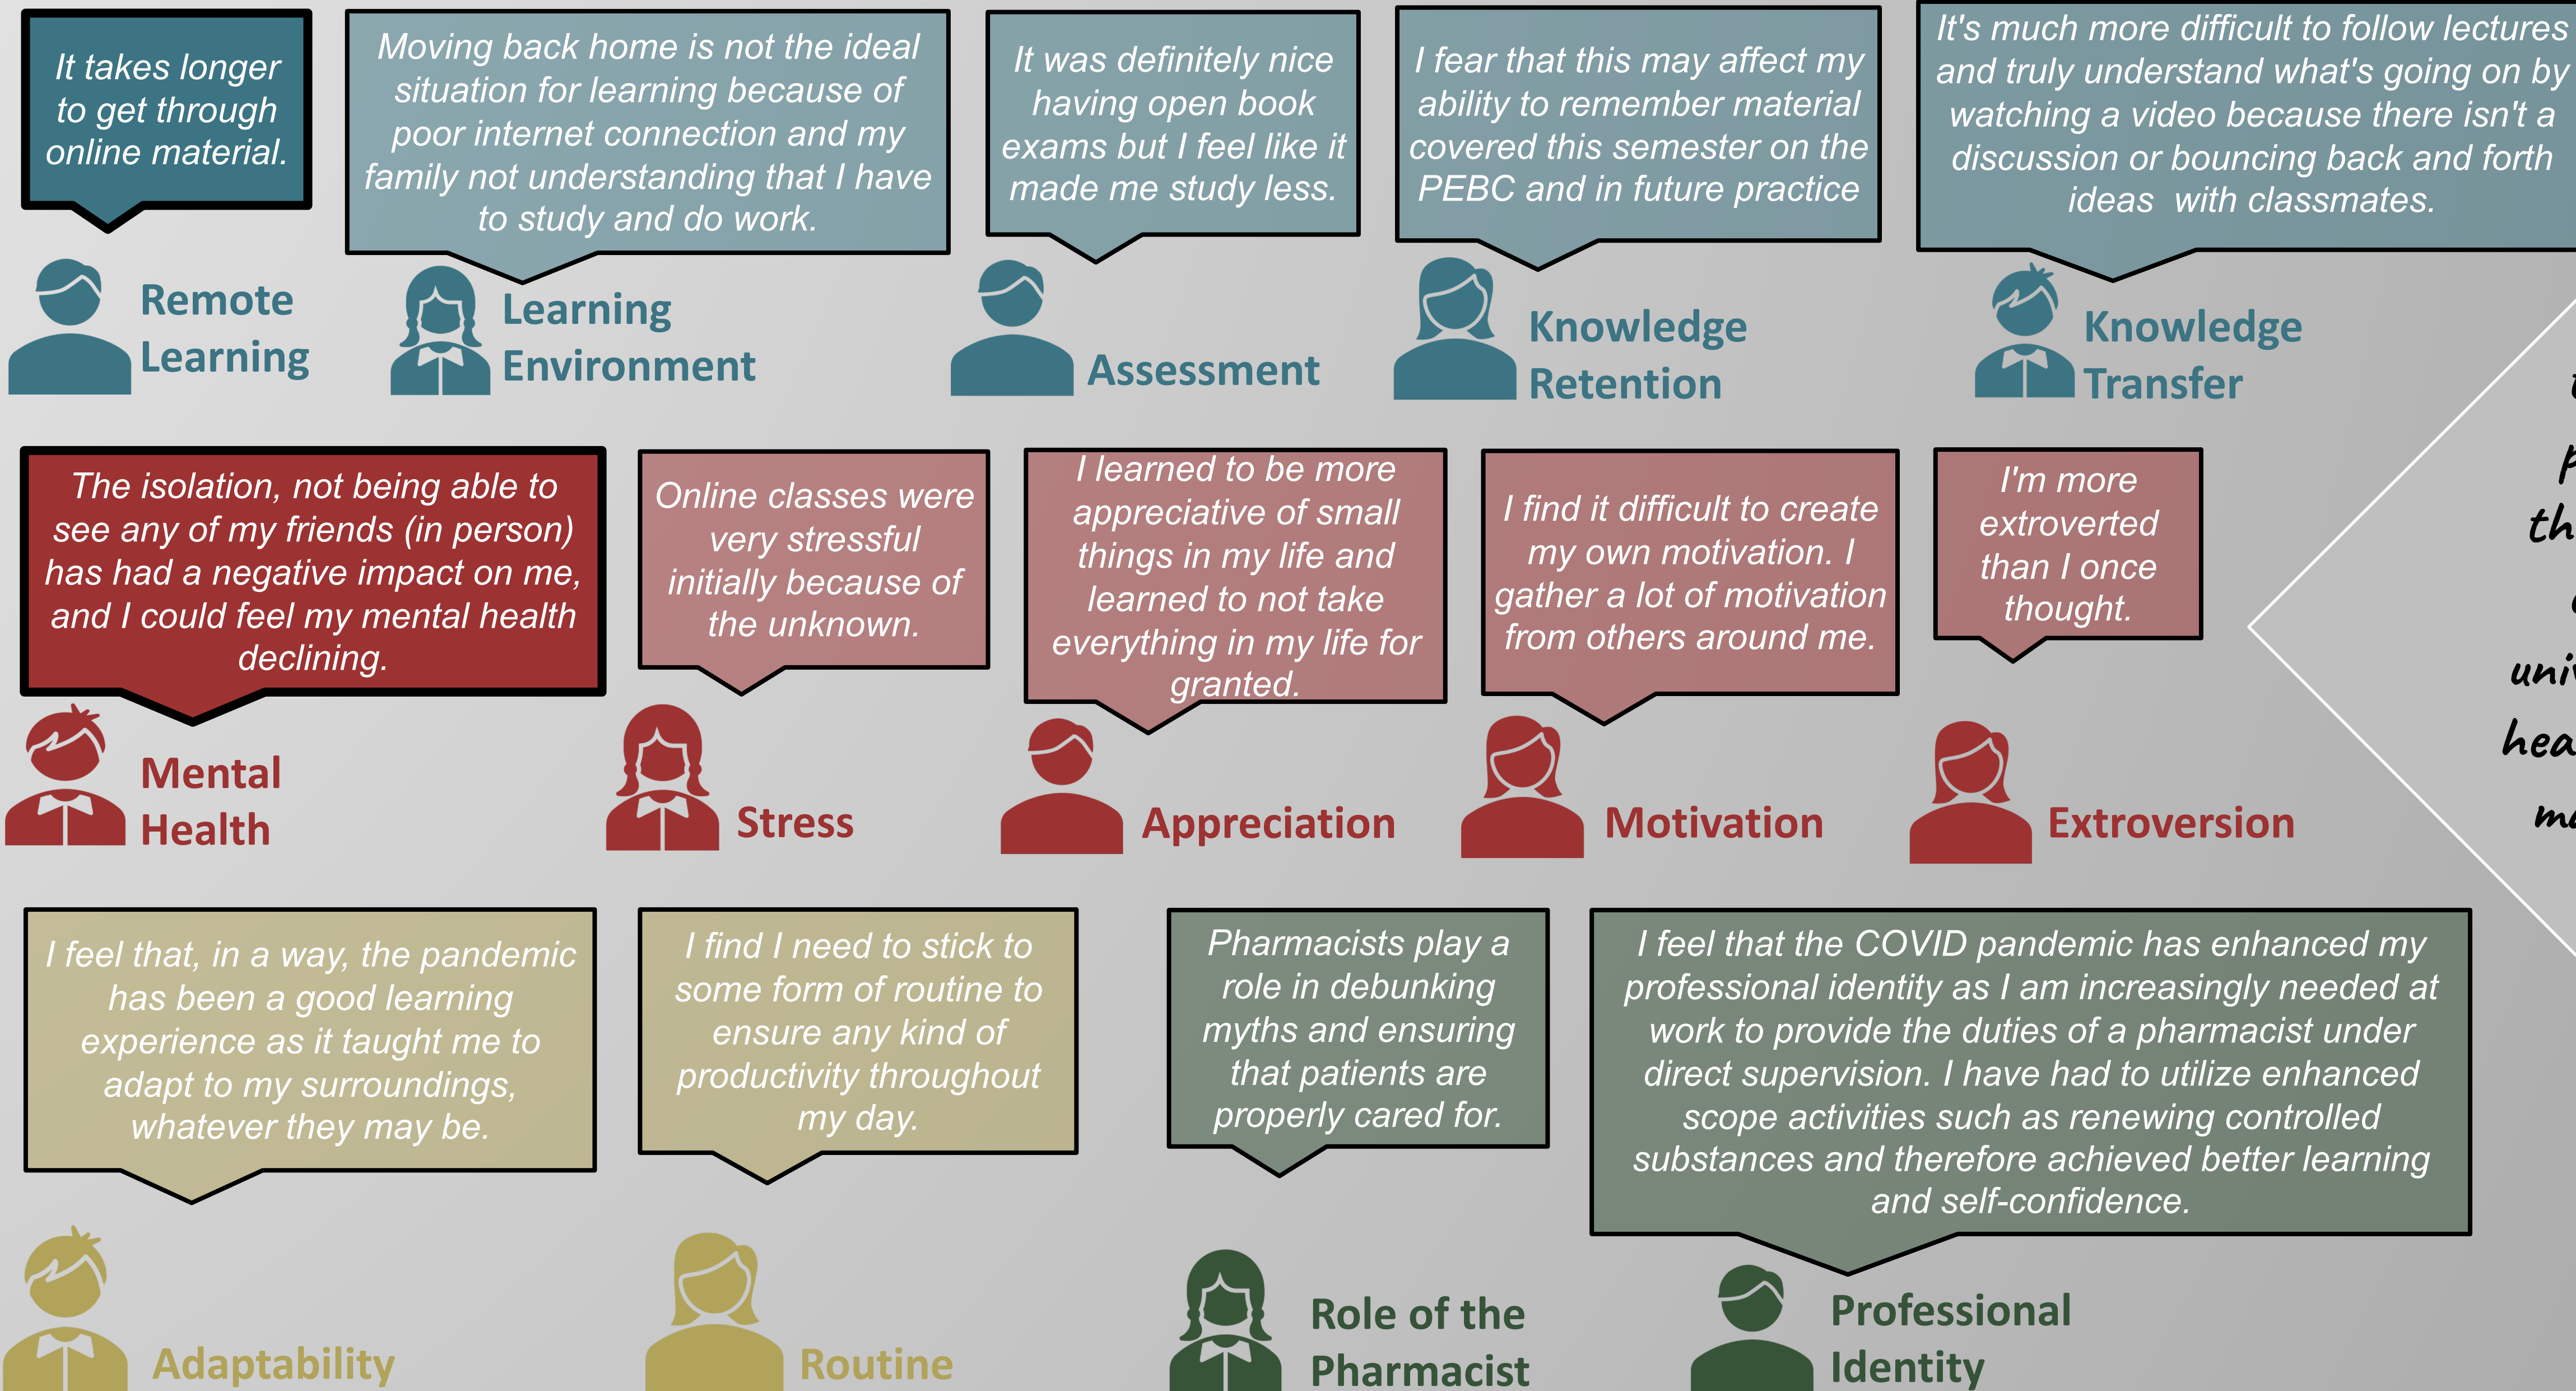 It takes longer
to get through
online material.
Remote
Learning
Moving back home is not the ideal
situation for learning because of
poor internet connection and my
family not understanding that I have
to study and do work.
Learning
Environment
It was definitely nice
having open book
exams but I feel like it
made me study less.
Assessment
I fear that this may affect my
ability to remember material
covered this semester on the
PEBC and in future practice
Knowledge
Retention
It's much more difficult to follow lectures
and truly understand what's going on by
watching a video because there isn't a
discussion or bouncing back and forth
ideas with classmates.
Knowledge
Transfer
The isolation, not being able to
see any of my friends (in person)
has had a negative impact on me,
and I could feel my mental health
declining.
Mental
Health
Online classes were
very stressful
initially because of
the unknown.
Stress
I learned to be more
appreciative of small
things in my life and
learned to not take
everything in my life for
granted.
Appreciation
I find it difficult to create
my own motivation. I
gather a lot of motivation
from others around me.
Motivation
I'm more
extroverted
than I once
thought.
Extroversion
I feel that, in a way, the pandemic
has been a good learning
experience as it taught me to
adapt to my surroundings,
whatever they may be.
Adaptability
I find I need to stick to
some form of routine to
ensure any kind of
productivity throughout
my day.
Routine
Pharmacists play a
role in debunking
myths and ensuring
that patients are
properly cared for.
Role of the
Pharmacist
I feel that the COVID pandemic has enhanced my
professional identity as I am increasingly needed at
work to provide the duties of a pharmacist under
direct supervision. I have had to utilize enhanced
scope activities such as renewing controlled
substances and therefore achieved better learning
and self-confidence.
Professional
Identity